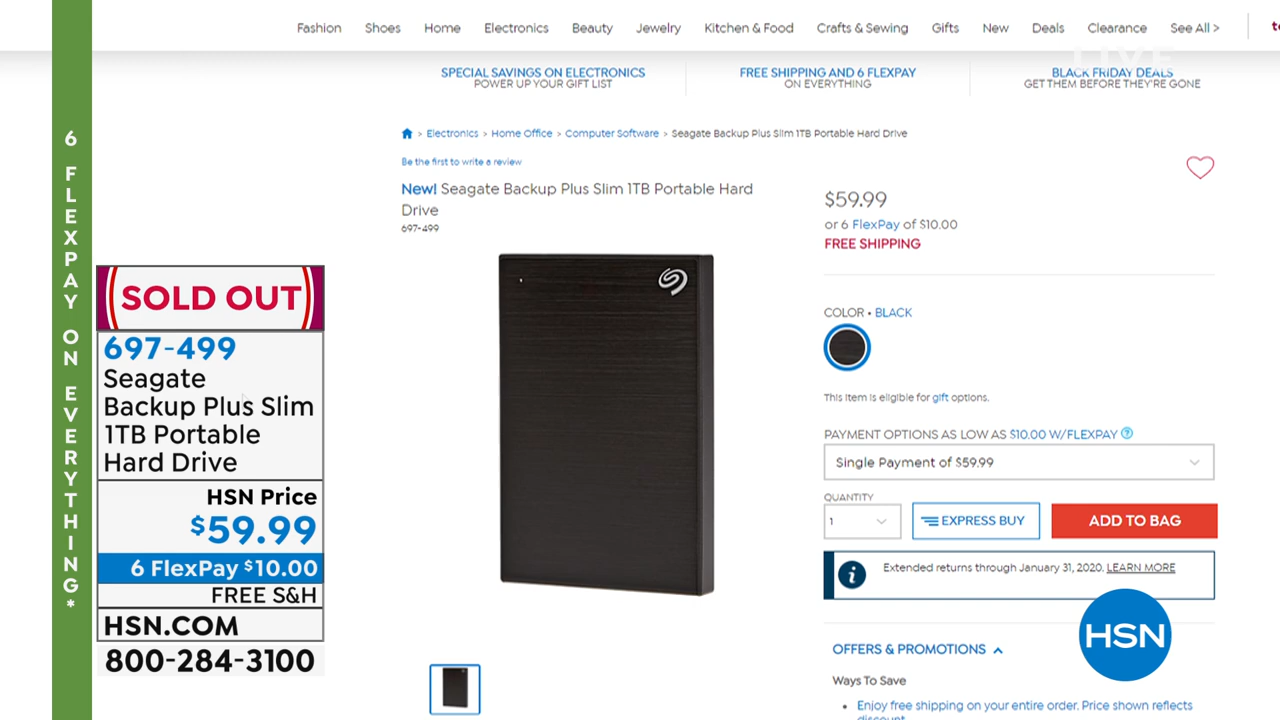 Fashion Shoes Home Electronics Beauty Jewelry Kitchen & Food Crafts & Sewing Gifts New Deals Clearance See All >
LIVE
SPECIAL SAVINGS ON ELECTRONICS
POWER UP YOUR GIFT LIST
FREE SHIPPING AND 6 FLEXPAY
ON EVERYTHING
BLACK FRIDAY DEALS
GET THEM BEFORE THEY'RE GONE
6 FLEXPAY ON EVERYTHING*
Electronics > Home Office > Computer Software > Seagate Backup Plus Slim 1TB Portable Hard Drive
Be the first to write a review
New! Seagate Backup Plus Slim 1TB Portable Hard
Drive
697-499
$59.99
or 6 FlexPay of $10.00
FREE SHIPPING
COLOR • BLACK
This item is eligible for gift options.
PAYMENT OPTIONS AS LOW AS $10.00 W/FLEXPAY ?
Single Payment of $59.99
QUANTITY
1
EXPRESS BUY
ADD TO BAG
i
Extended returns through January 31, 2020. LEARN MORE
OFFERS & PROMOTIONS
Ways To Save
• Enjoy free shipping on your entire order. Price shown reflects
discount.
SOLD OUT
697-499
Seagate
Backup Plus Slim
1TB Portable
Hard Drive
HSN Price
$59.99
6 FlexPay $10.00
FREE S&H
HSN.COM
800-284-3100
HSN